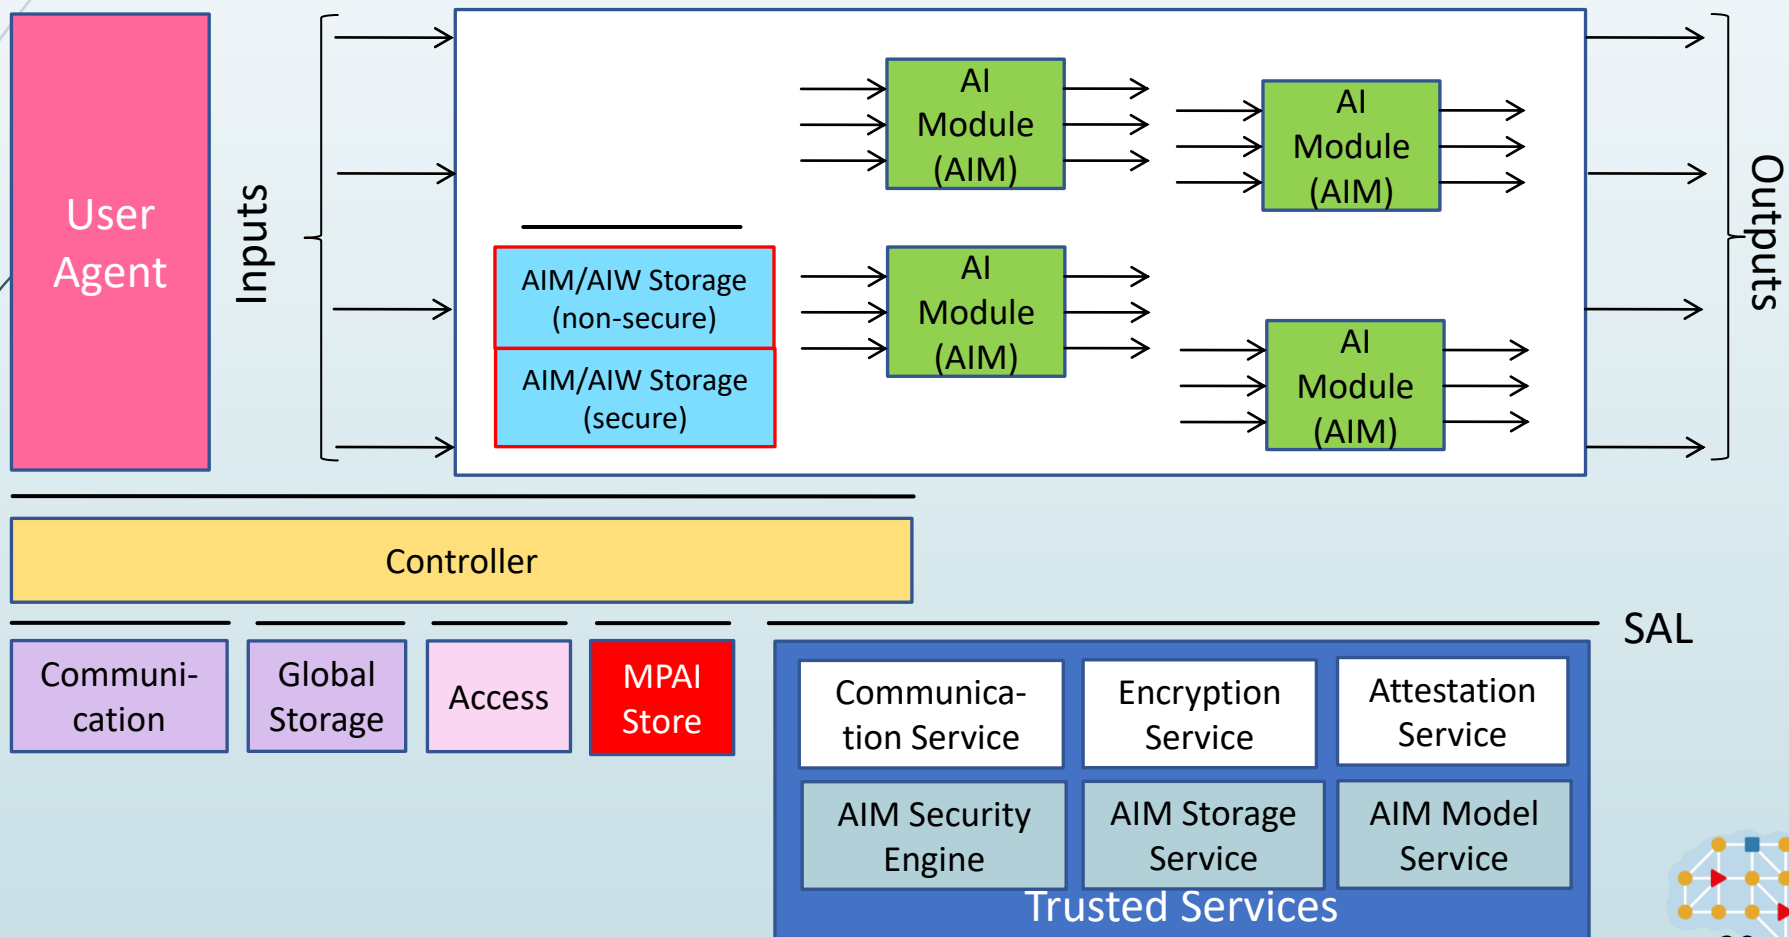 User
Agent
Inputs
AI
Module
(AIM)
AI
Module
(AIM)
AIM/AIW Storage
(non-secure)
AIM/AIW Storage
(secure)
AI
Module
(AIM)
AI
Module
(AIM)
Outputs
Controller
SAL
Communi-
cation
Global
Storage
Access
MPAI
Store
Communica-
tion Service
Encryption
Service
Attestation
Service
AIM Security
Engine
AIM Storage
Service
AIM Model
Service
Trusted Services